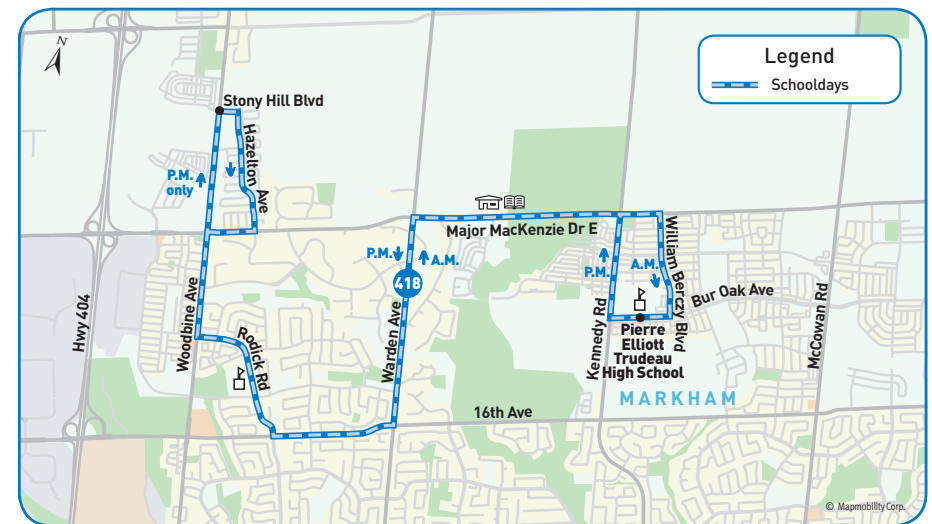 N
Legend
Schooldays
Stony Hill Blvd
Hazelton Ave
P.M.
only
Major MacKenzie Dr E
P.M.
A.M.
418
P.M.
A.M.
William Berczy Blvd
Bur Oak Ave
Hwy 404
Woodbine Ave
Rodick Rd
Warden Ave
Kennedy Rd
McCowan Rd
Pierre
Elliott
Trudeau
High School
MARKHAM
16th Ave
© Mapmobility Corp.